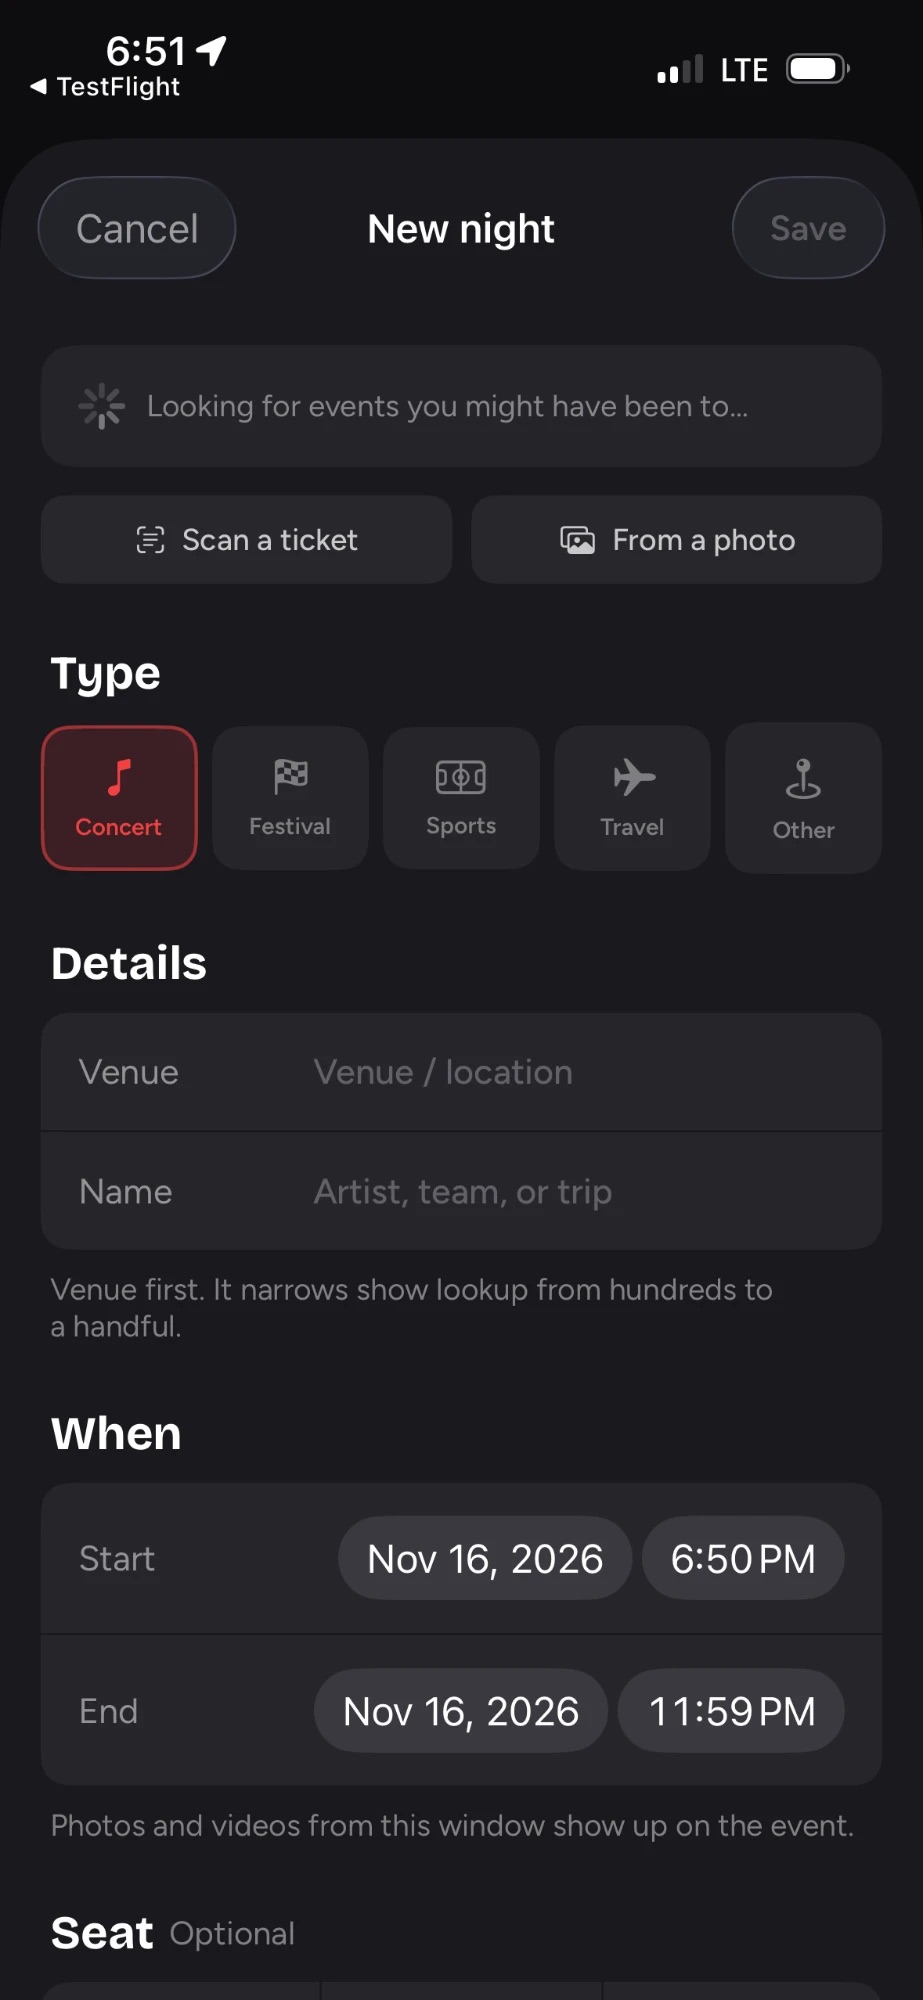 6:51
TestFlight
LTE
Cancel
New night
Save
Looking for events you might have been to...
Scan a ticket
From a photo
Type
Concert
Festival
Sports
Travel
Other
Details
Venue
Venue / location
Name
Artist, team, or trip
Venue first. It narrows show lookup from hundreds to
a handful.
When
Start
Nov 16, 2026
6:50 PM
End
Nov 16, 2026
11:59 PM
Photos and videos from this window show up on the event.
Seat Optional